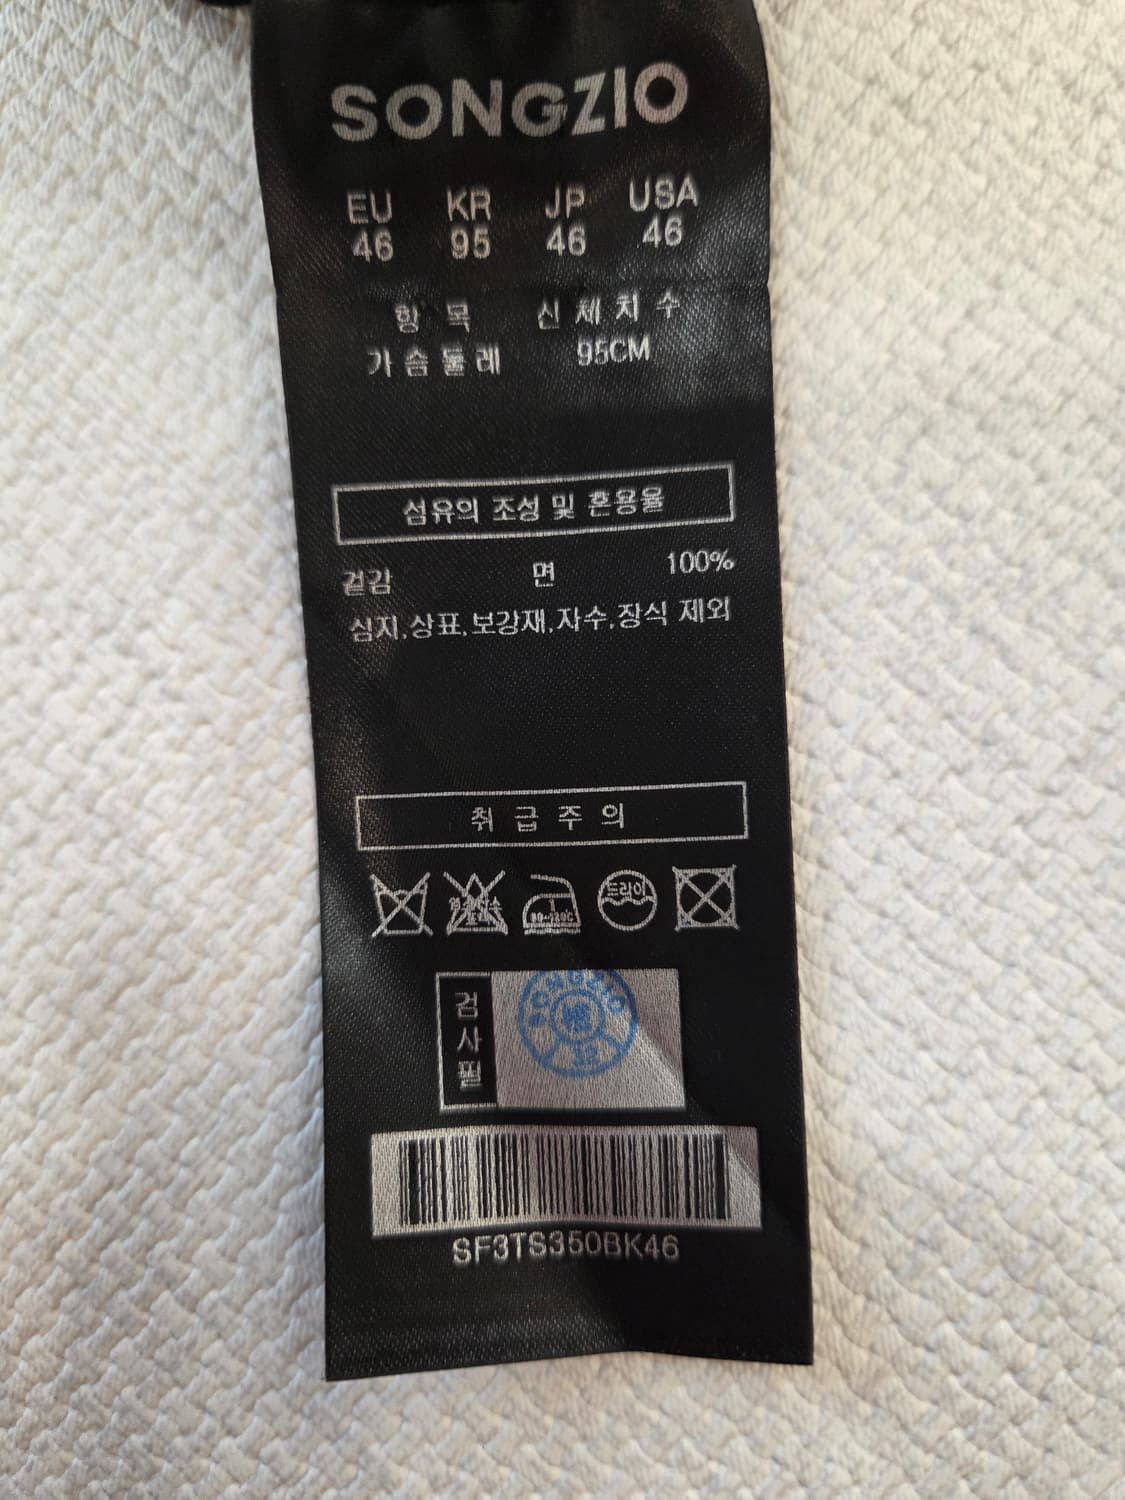 SONGZIO
EU KR JP USA
46 95 46 46
항 목 신 체 치 수
가 슴 둘 레 95CM
섬유의 조성 및 혼용율
겉감 면 100%
심지,상표,보강재,자수,장식 제외
취 급 주 의
드라이
80~120℃
검사필
SONGZIO
SF3TS350BK46